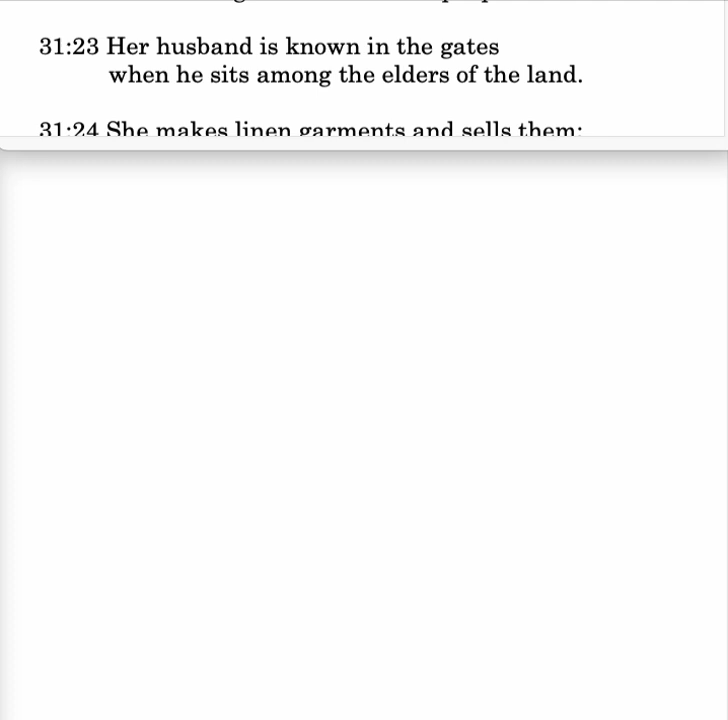 31:23 Her husband is known in the gates
when he sits among the elders of the land.
31:24 She makes linen garments and sells them;